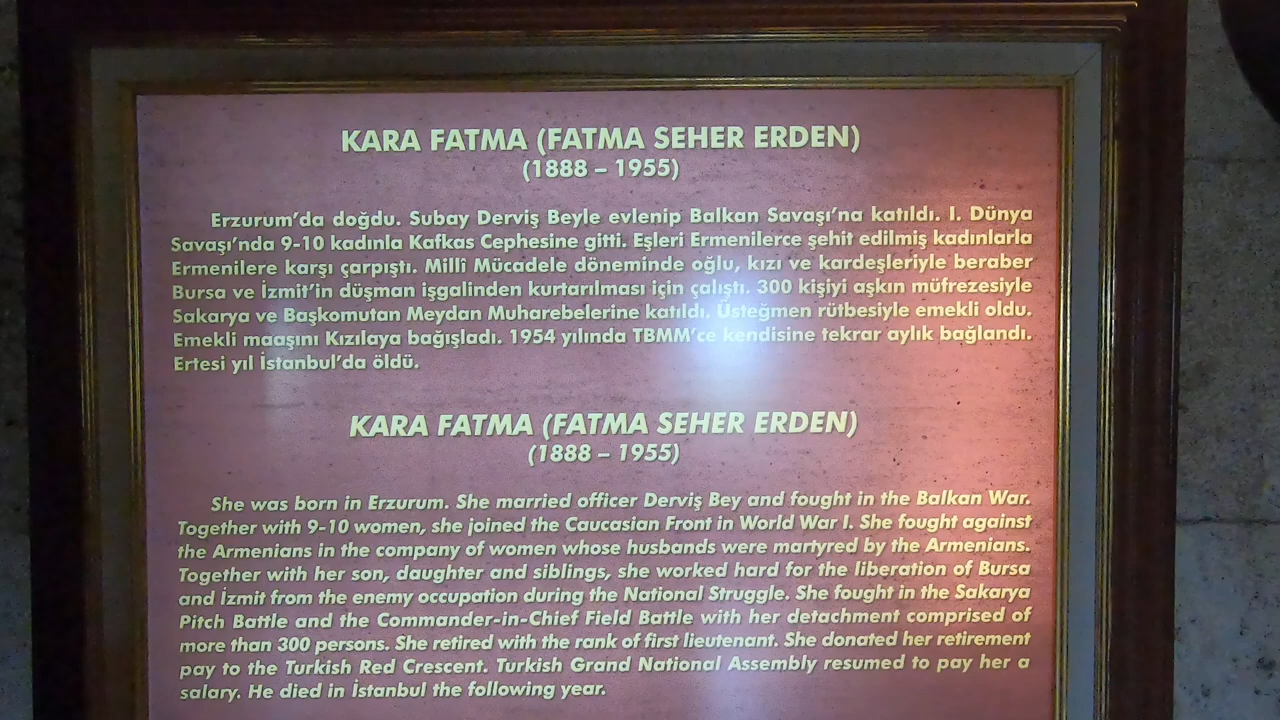 KARA FATMA (FATMA SEHER ERDEN)
(1888 – 1955)
Erzurum'da doğdu. Subay Derviş Beyle evlenip Balkan Savaşı'na katıldı. I. Dünya
Savaşı'nda 9-10 kadınla Kafkas Cephesine gitti. Eşleri Ermenilerce şehit edilmiş kadınlarla
Ermenilere karşı çarpıştı. Millî Mücadele döneminde oğlu, kızı ve kardeşleriyle beraber
Bursa ve İzmit'in düşman işgalinden kurtarılması için çalıştı. 300 kişiyi aşkın müfrezesiyle
Sakarya ve Başkomutan Meydan Muharebelerine katıldı. Üsteğmen rütbesiyle emekli oldu.
Emekli maaşını Kızılaya bağışladı. 1954 yılında TBMM'ce kendisine tekrar aylık bağlandı.
Ertesi yıl İstanbul'da öldü.
KARA FATMA (FATMA SEHER ERDEN)
(1888 – 1955)
She was born in Erzurum. She married officer Derviş Bey and fought in the Balkan War.
Together with 9-10 women, she joined the Caucasian Front in World War I. She fought against
the Armenians in the company of women whose husbands were martyred by the Armenians.
Together with her son, daughter and siblings, she worked hard for the liberation of Bursa
and İzmit from the enemy occupation during the National Struggle. She fought in the Sakarya
Pitch Battle and the Commander-in-Chief Field Battle with her detachment comprised of
more than 300 persons. She retired with the rank of first lieutenant. She donated her retirement
pay to the Turkish Red Crescent. Turkish Grand National Assembly resumed to pay her a
salary. He died in İstanbul the following year.